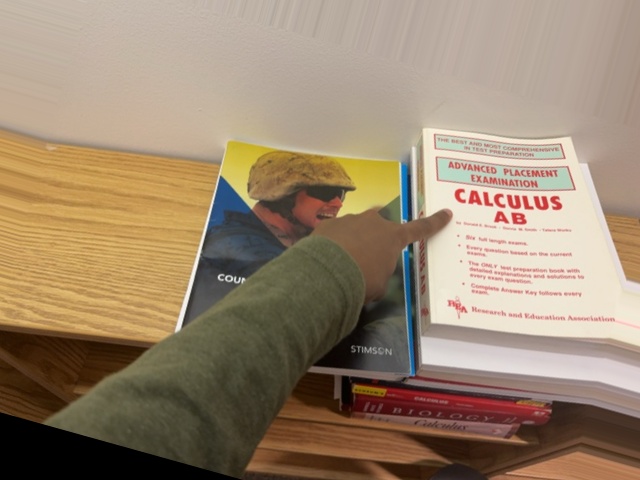 THE BEST AND MOST COMPREHENSIVE
IN TEST PREPARATION
ADVANCED PLACEMENT
EXAMINATION
CALCULUS
AB
• Six full length exams.
• Every question based on the current
exams.
• The ONLY test preparation book with
detailed explanations and solutions to
every exam question.
• Complete Answer Key follows every
exam.
REA Research and Education Association
COUN
STIMSON
CALCULUS
BIOLOGY
Calculus